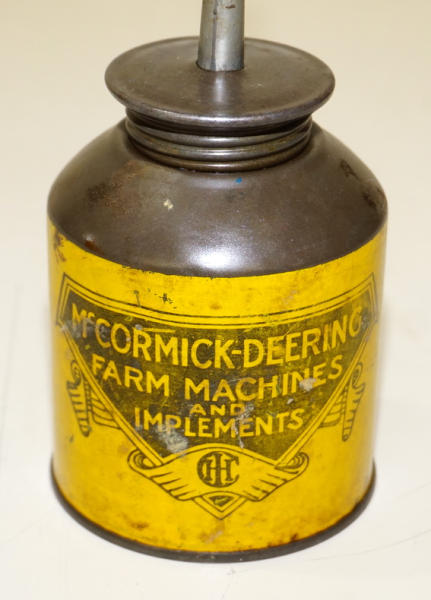 McCORMICK-DEERING
FARM MACHINES
AND
IMPLEMENTS
IHC